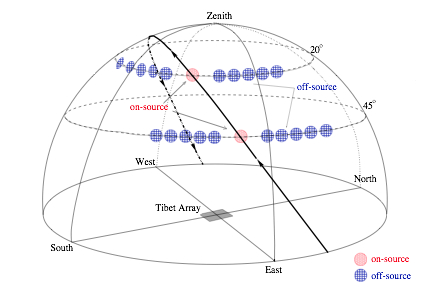 Zenith
20°
off-source
on-source
45°
West
North
Tibet Array
South
East
on-source
off-source